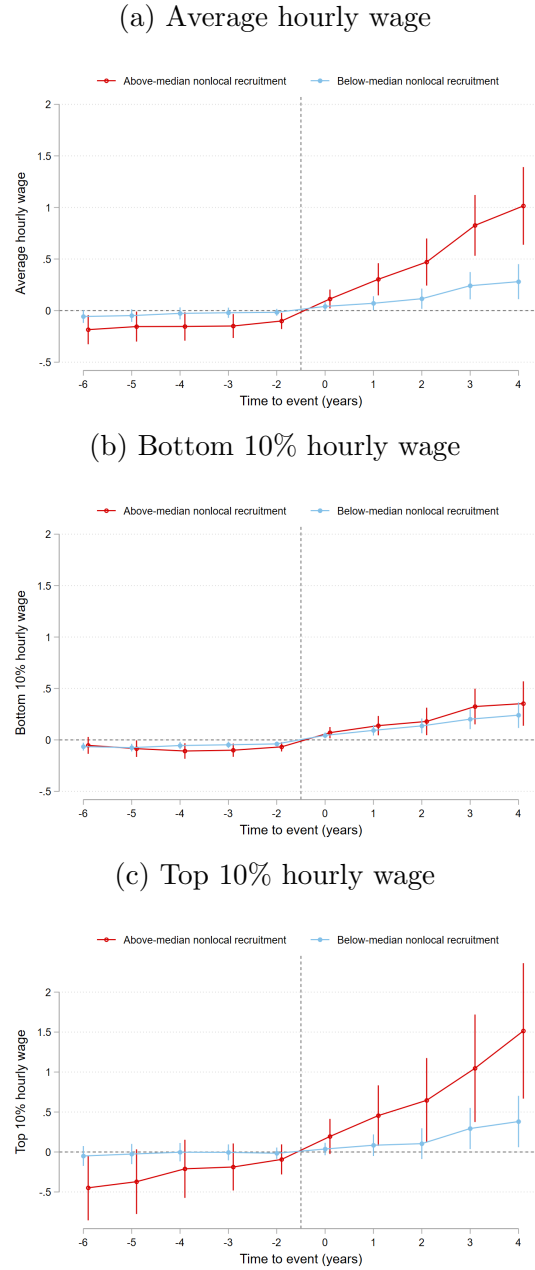 (a) Average hourly wage
Above-median nonlocal recruitment Below-median nonlocal recruitment
Average hourly wage
2
1.5
1
.5
0
-.5
-6 -5 -4 -3 -2 0 1 2 3 4
Time to event (years)
(b) Bottom 10% hourly wage
Above-median nonlocal recruitment Below-median nonlocal recruitment
Bottom 10% hourly wage
2
1.5
1
.5
0
-.5
-6 -5 -4 -3 -2 0 1 2 3 4
Time to event (years)
(c) Top 10% hourly wage
Above-median nonlocal recruitment Below-median nonlocal recruitment
Top 10% hourly wage
2
1.5
1
.5
0
-.5
-6 -5 -4 -3 -2 0 1 2 3 4
Time to event (years)